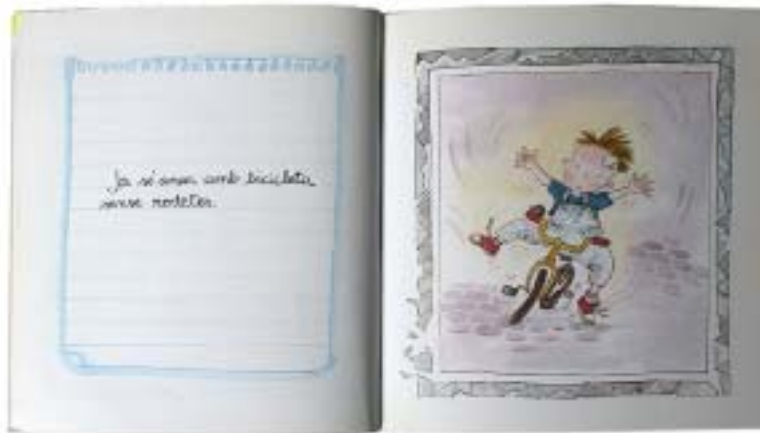 Ja sé anar amb bicicleta,
sense rodetes.